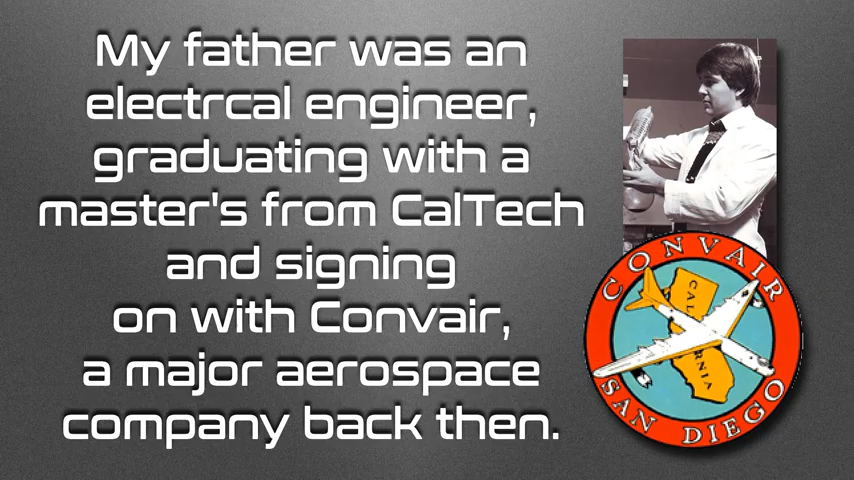 My father was an
electrcal engineer,
graduating with a
master's from CalTech
and signing
on with Convair,
a major aerospace
company back then.
CONVAIR
CALIFORNIA
SAN DIEGO